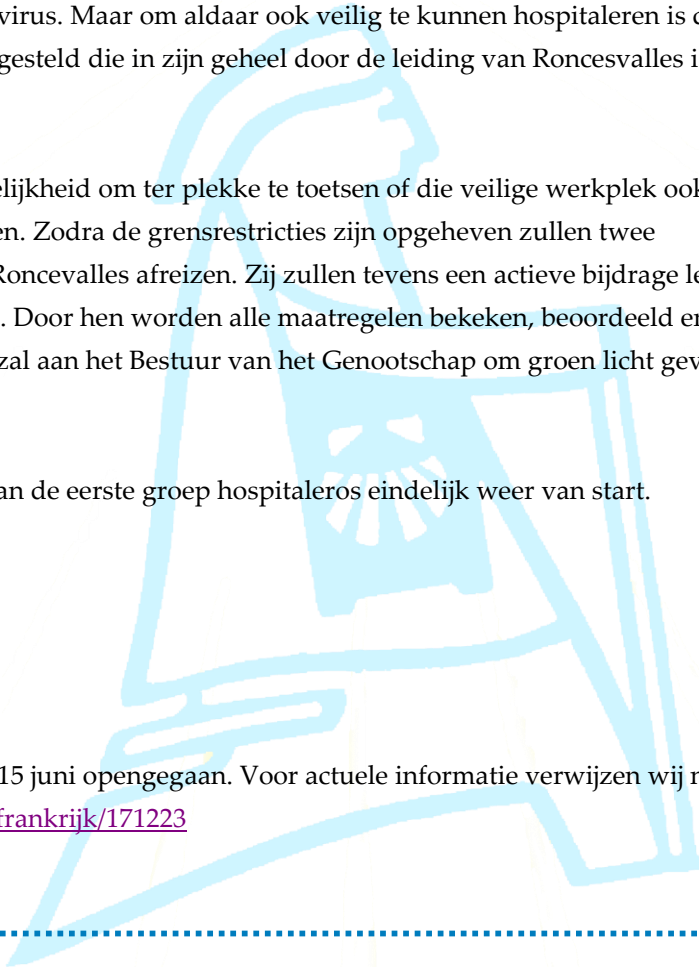 virus. Maar om aldaar ook veilig te kunnen hospitaleren is
gesteld die in zijn geheel door de leiding van Roncesvalles
elijkheid om ter plekke te toetsen of die veilige werkplek ook
en. Zodra de grensrestricties zijn opgeheven zullen twee
Roncevalles afreizen. Zij zullen tevens een actieve bijdrage le
. Door hen worden alle maatregelen bekeken, beoordeeld en
zal aan het Bestuur van het Genootschap om groen licht gev
an de eerste groep hospitaleros eindelijk weer van start.
15 juni opengegaan. Voor actuele informatie verwijzen wij
frankrijk/171223